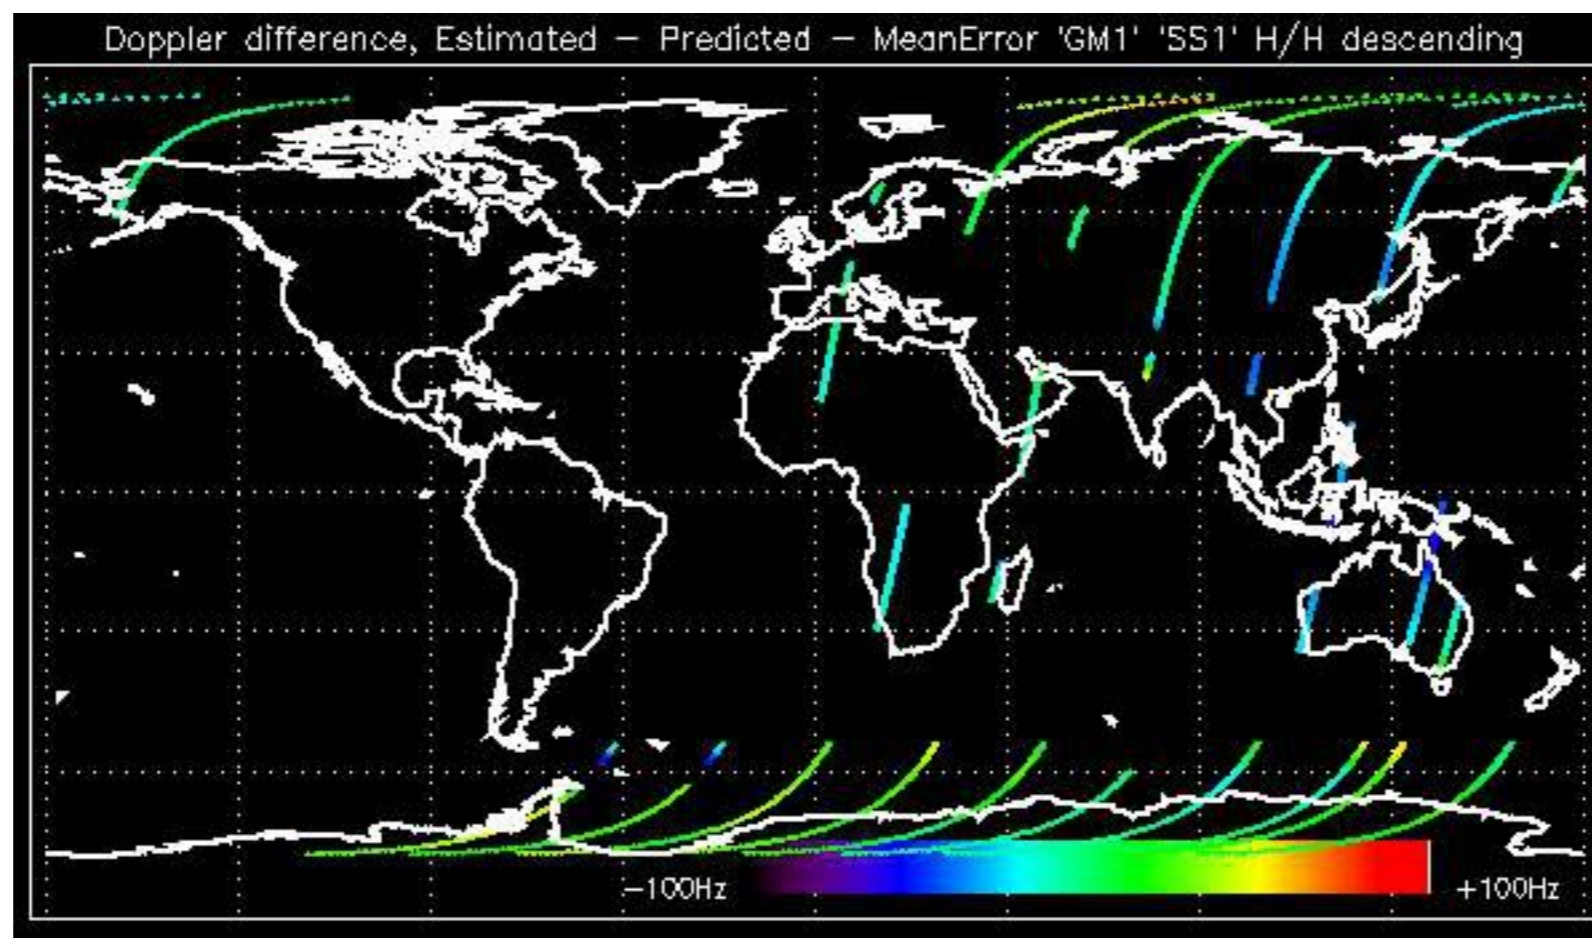 Doppler difference, Estimated – Predicted – MeanError 'GM1' 'SS1' H/H descending
−100Hz +100Hz